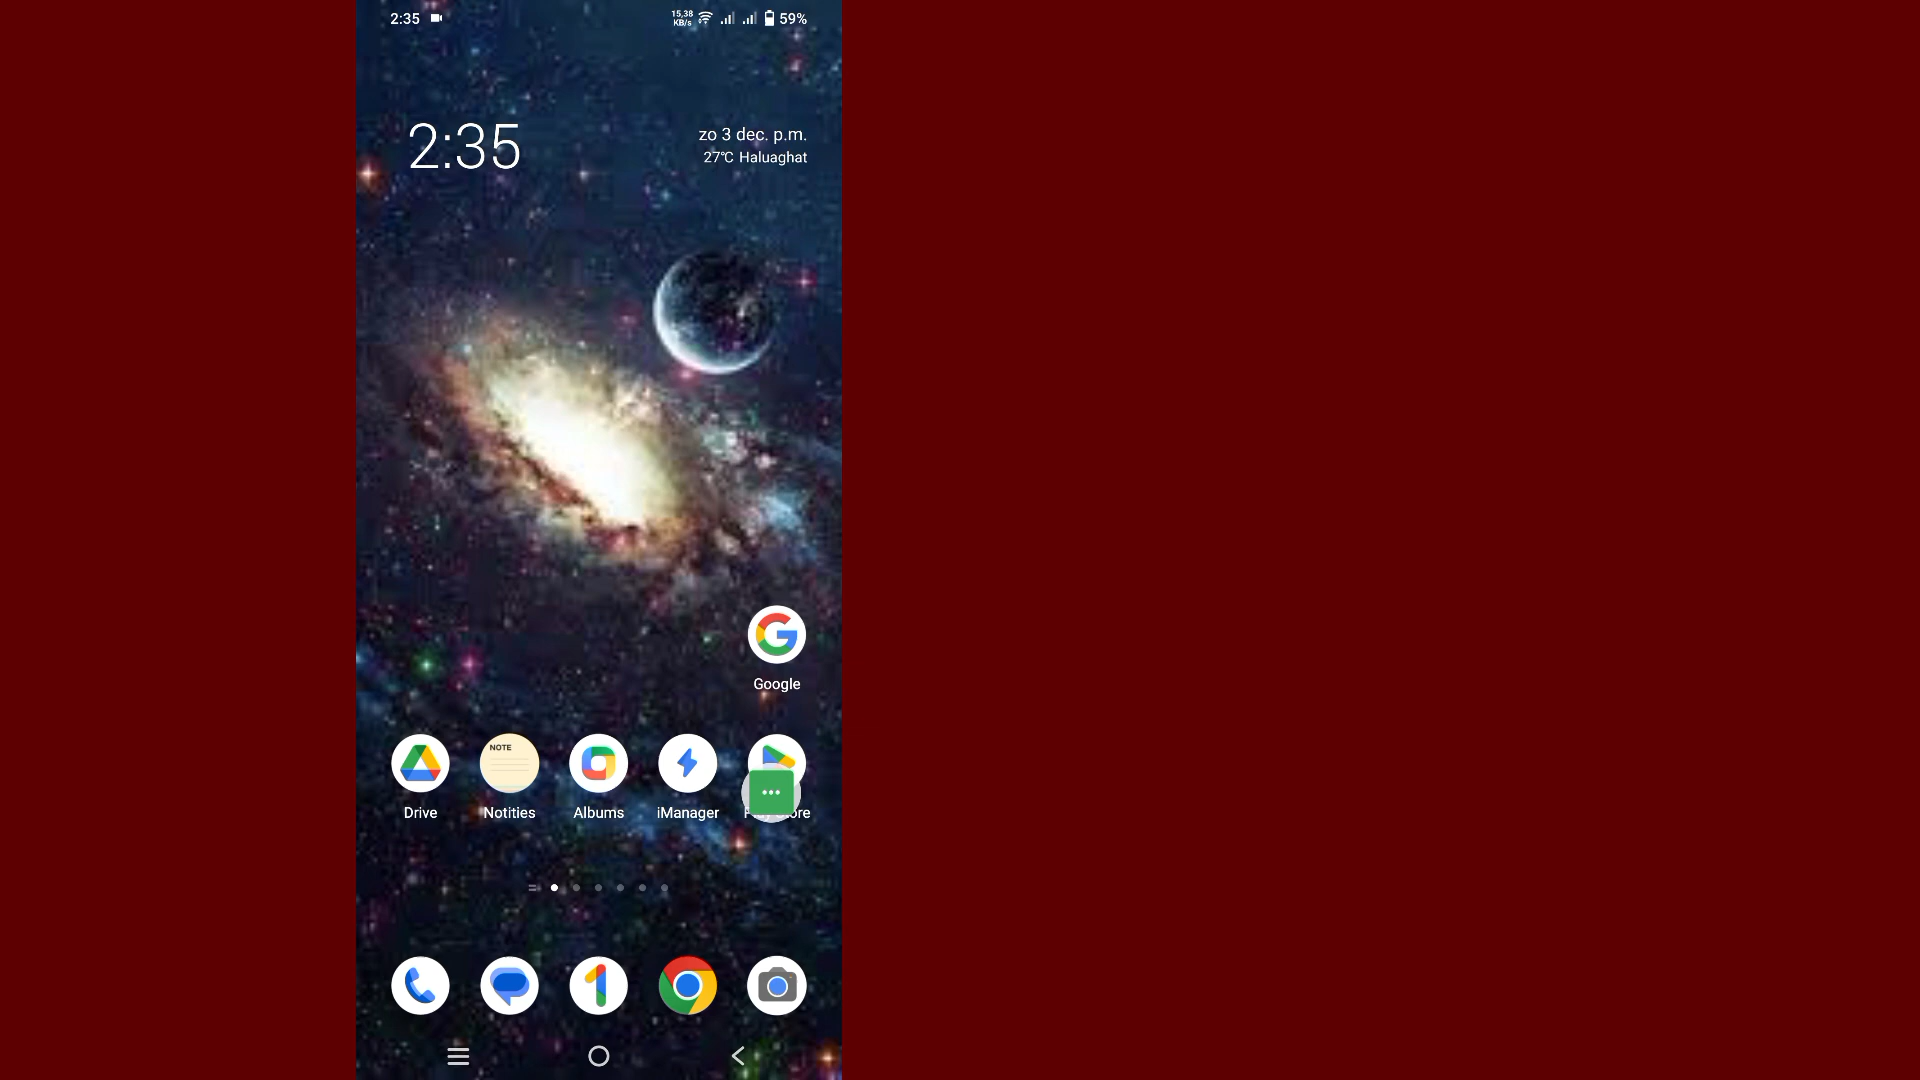 2:35
15,38
KB/s
59%
2:35
zo 3 dec. p.m.
27℃ Haluaghat
Google
NOTE
Drive
Notities
Albums
iManager